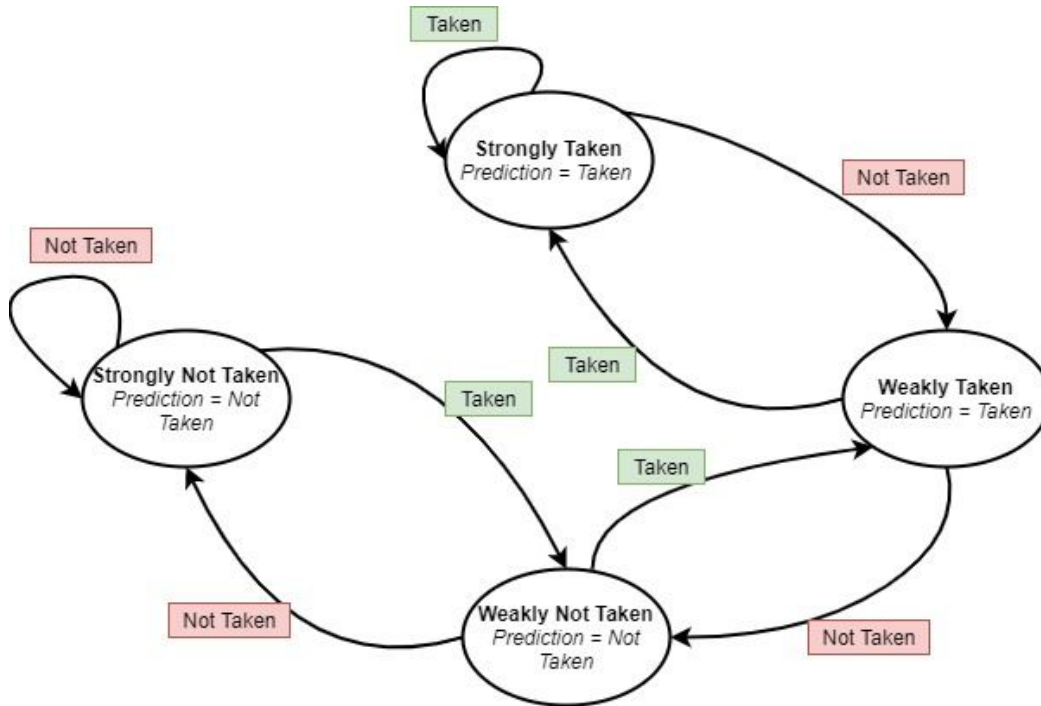 Taken
Strongly Taken
Prediction = Taken
Not Taken
Not Taken
Strongly Not Taken
Prediction = Not
Taken
Taken
Taken
Weakly Taken
Prediction = Taken
Taken
Weakly Not Taken
Prediction = Not
Taken
Not Taken
Not Taken